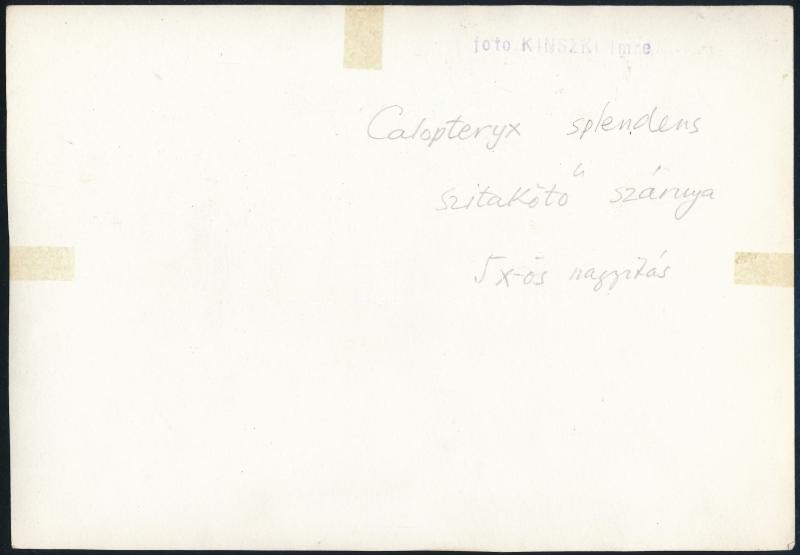 foto KINSZKI Imre
Calopteryx splendens
szitakötő szárnya
5x-ös nagyítás